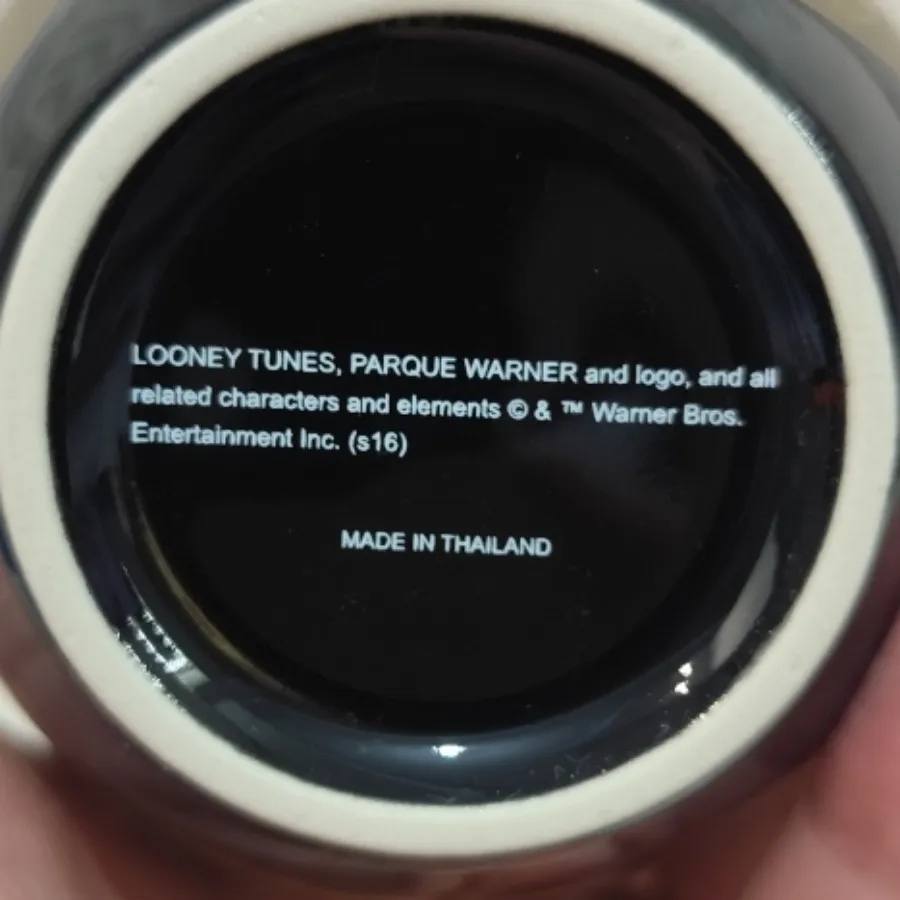 LOONEY TUNES, PARQUE WARNER and logo, and all
related characters and elements © & ™ Warner Bros.
Entertainment Inc. (s16)
MADE IN THAILAND